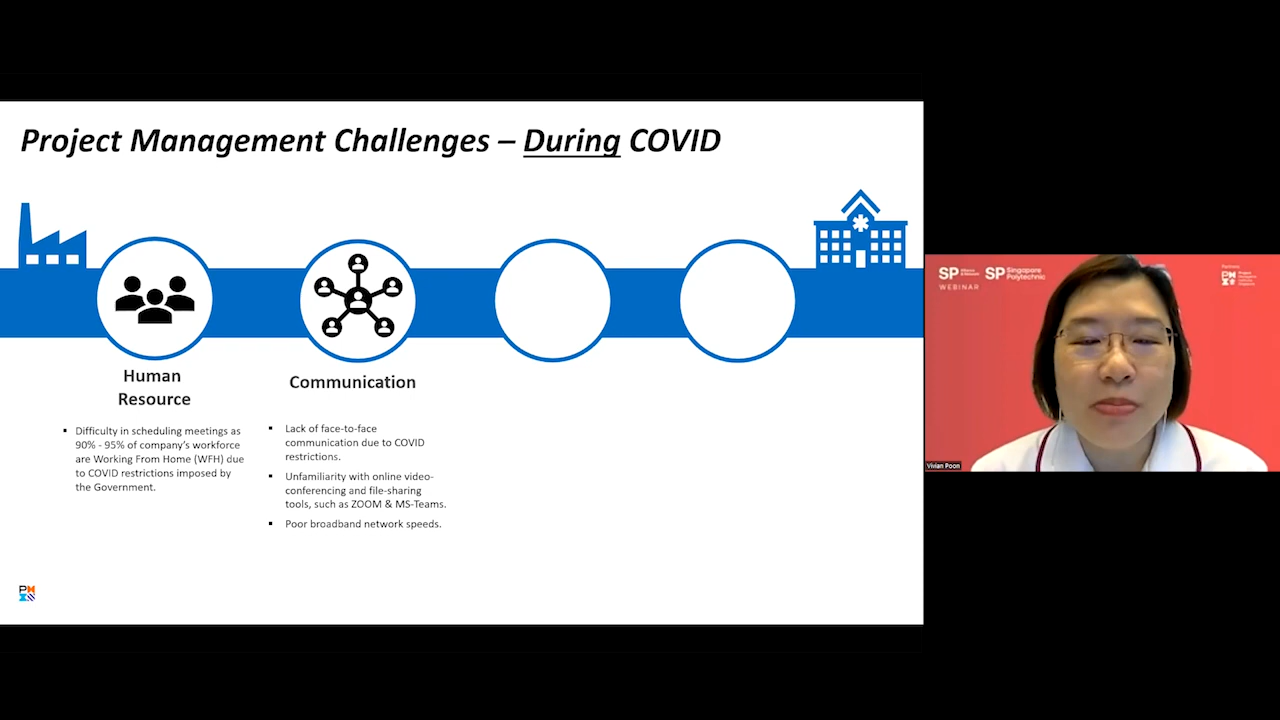 Project Management Challenges – During COVID
Human
Resource
▪ Difficulty in scheduling meetings as
90% - 95% of company's workforce
are Working From Home (WFH) due
to COVID restrictions imposed by
the Government.
Communication
▪ Lack of face-to-face
communication due to COVID
restrictions.
▪ Unfamiliarity with online video-
conferencing and file-sharing
tools, such as ZOOM & MS-Teams.
▪ Poor broadband network speeds.
SP
WEBINAR
SP Singapore
Polytechnic
Vivian Poon